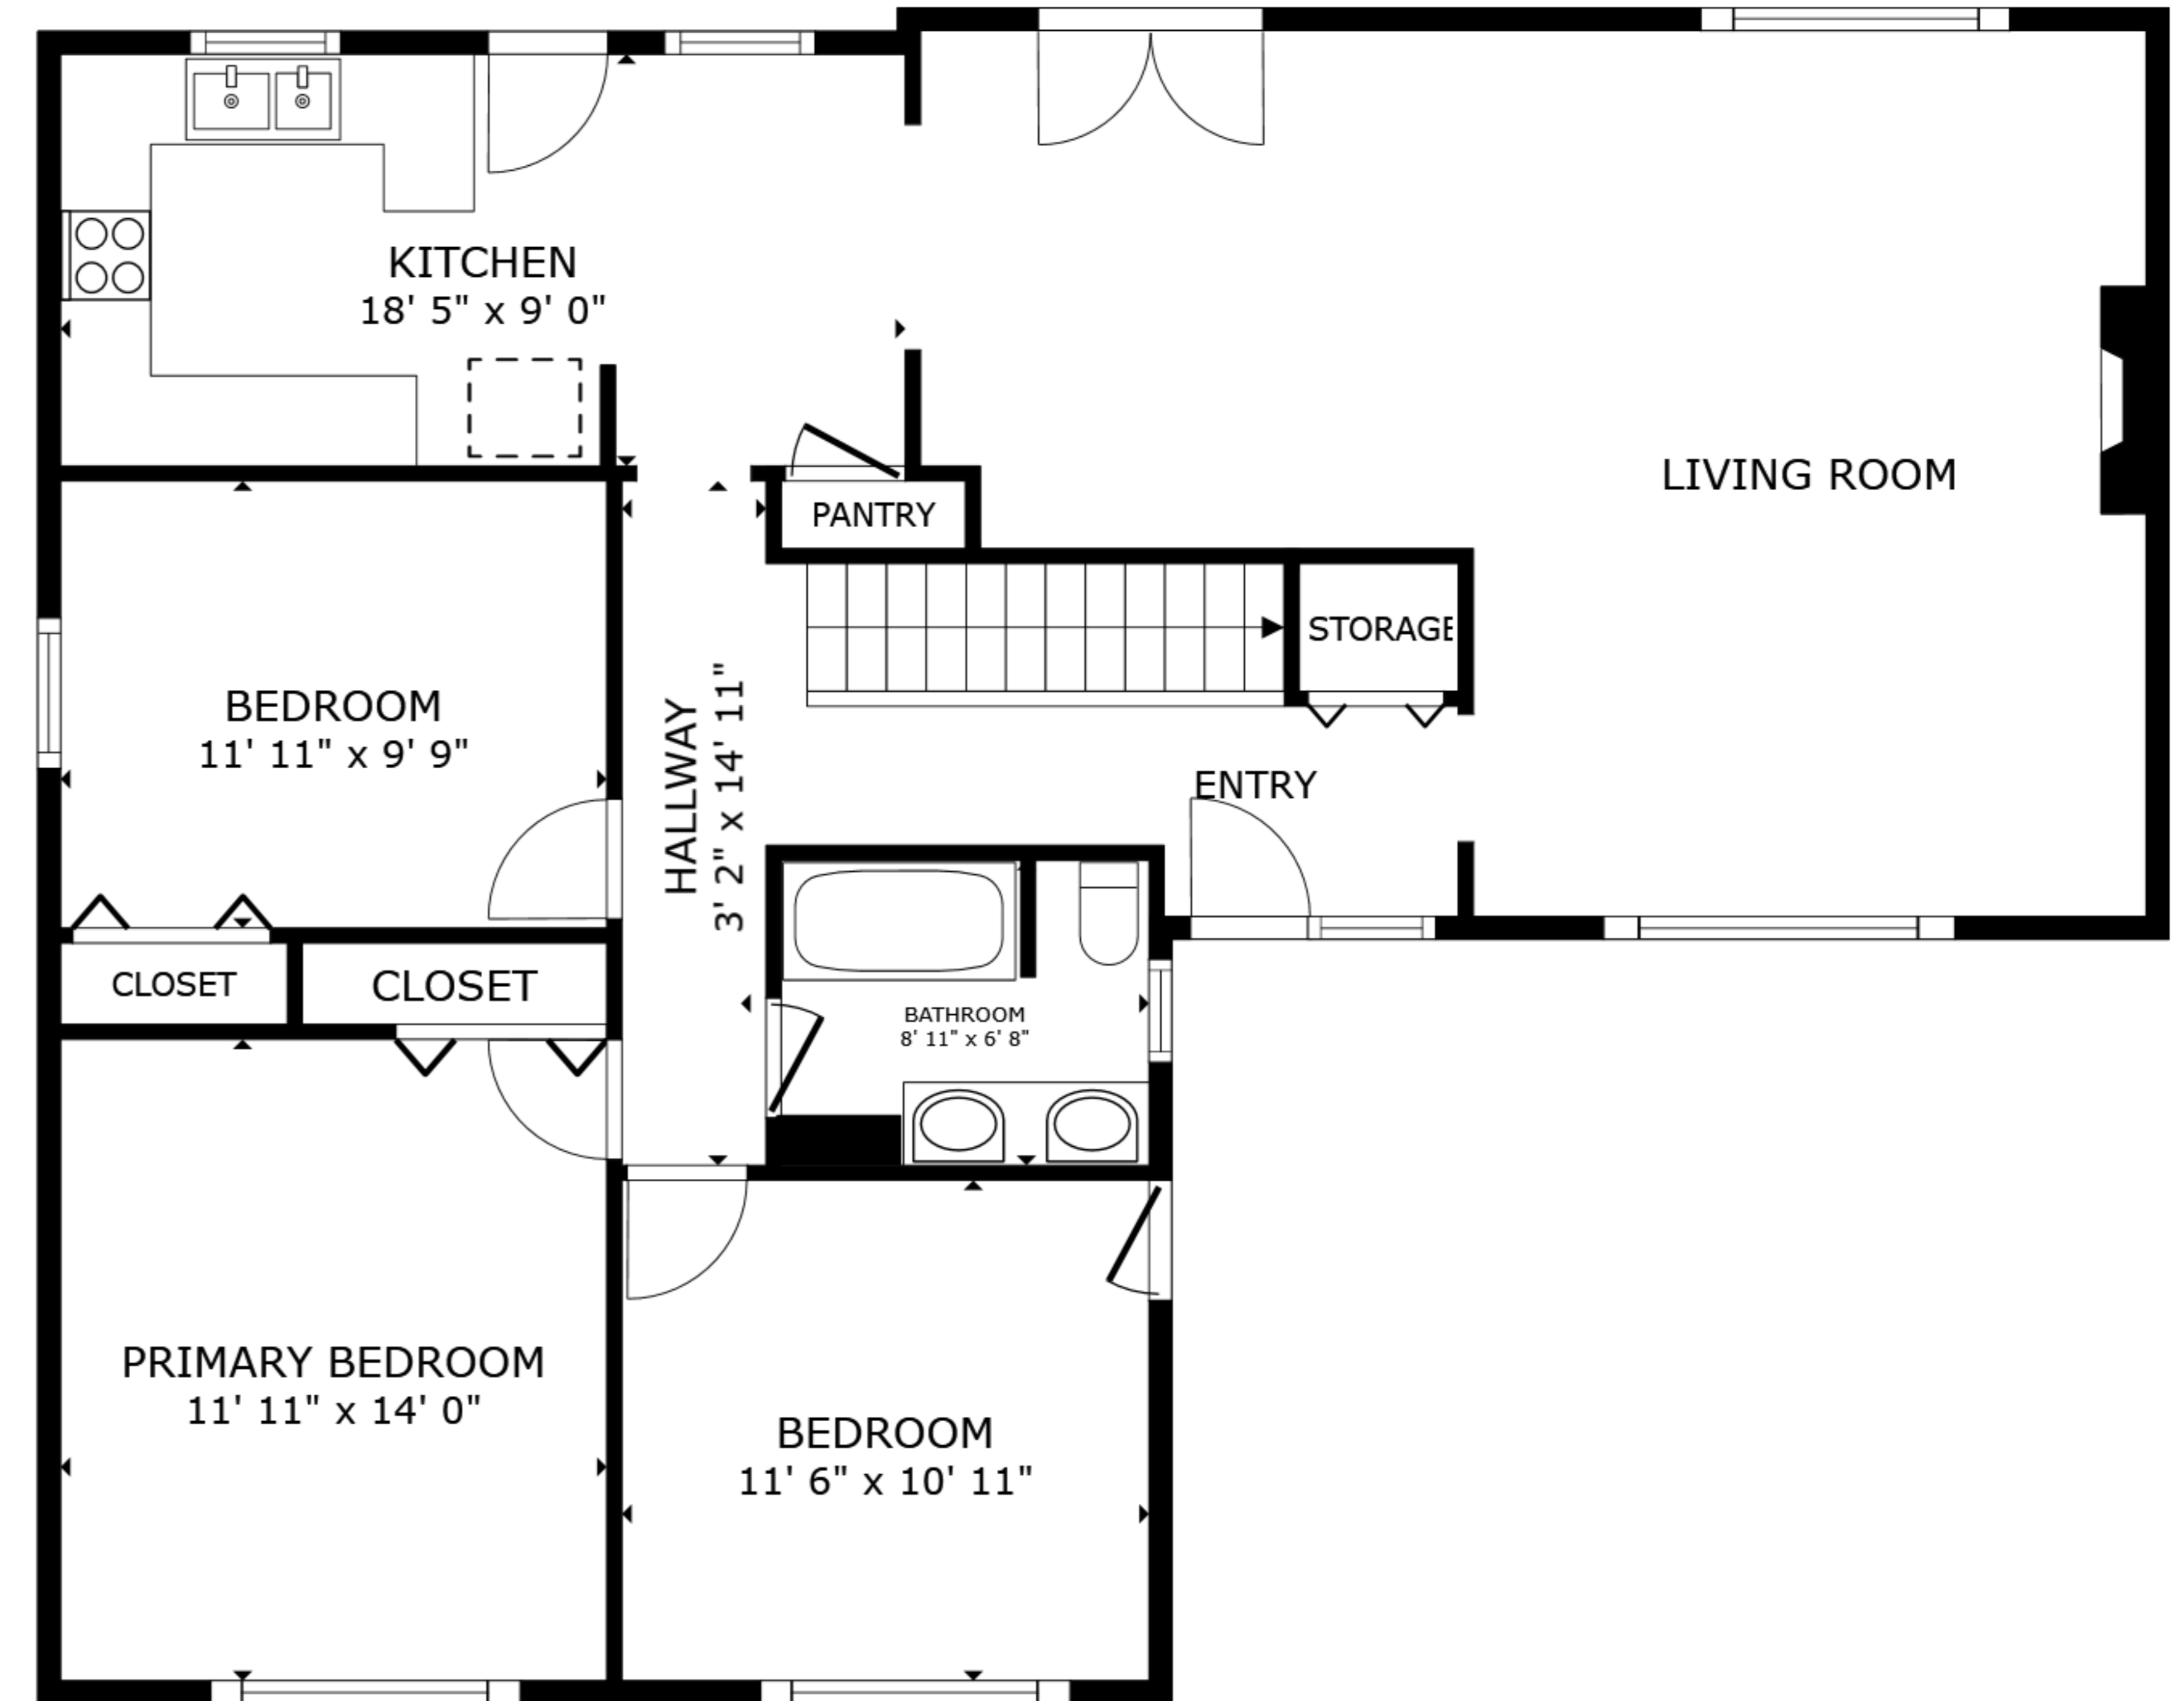 KITCHEN
18' 5" x 9' 0"
LIVING ROOM
PANTRY
STORAGE
BEDROOM
11' 11" x 9' 9"
HALLWAY
3' 2" x 14' 11"
ENTRY
CLOSET
CLOSET
BATHROOM
8' 11" x 6' 8"
PRIMARY BEDROOM
11' 11" x 14' 0"
BEDROOM
11' 6" x 10' 11"